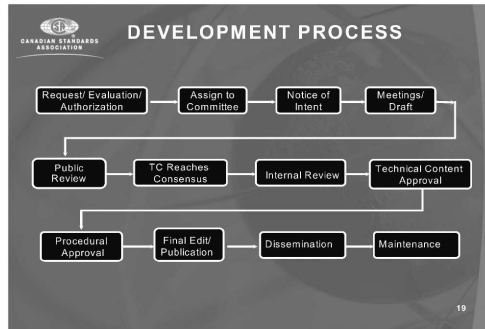 CANADIAN STANDARDS
ASSOCIATION
DEVELOPMENT PROCESS
Request/ Evaluation/
Authorization
Assign to
Committee
Notice of
Intent
Meetings/
Draft
Public
Review
TC Reaches
Consensus
Internal Review
Technical Content
Approval
Procedural
Approval
Final Edit/
Publication
Dissemination
Maintenance
19